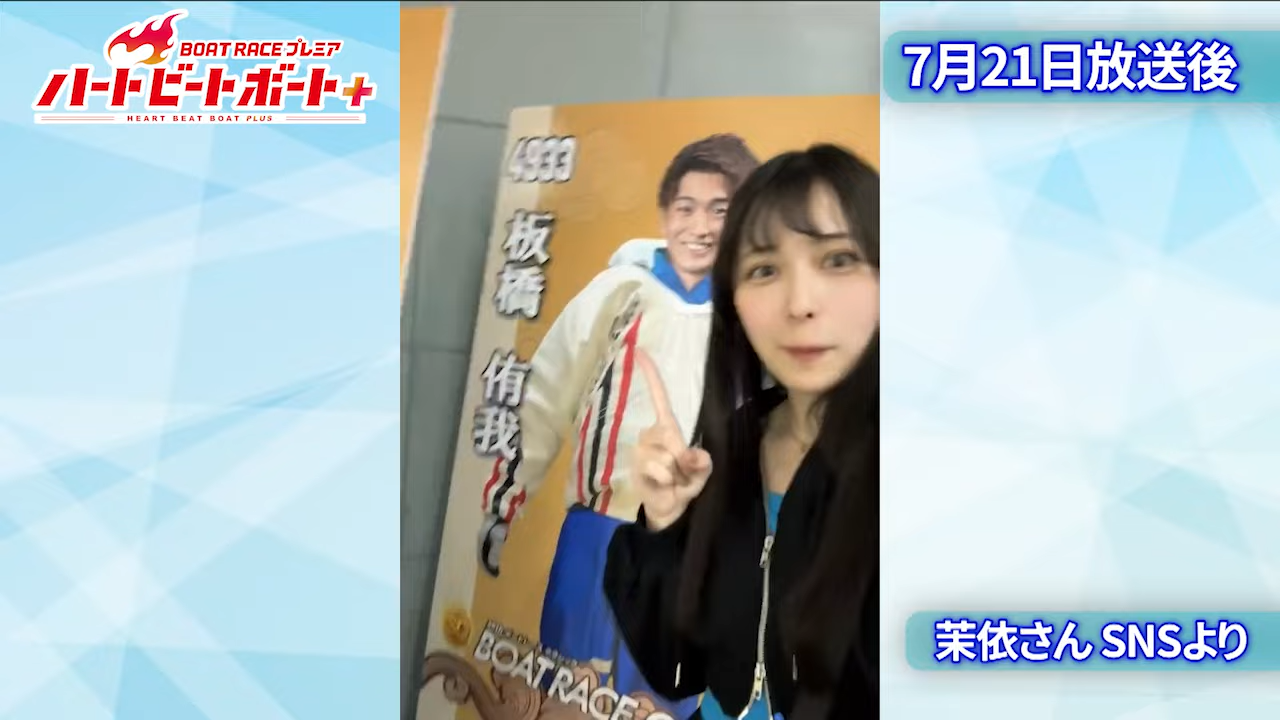 BOAT RACEプレミア
ハートビートボート+
HEART BEAT BOAT PLUS
7月21日放送後
4933
板橋
侑我
BOAT RACE
茉依さん SNSより